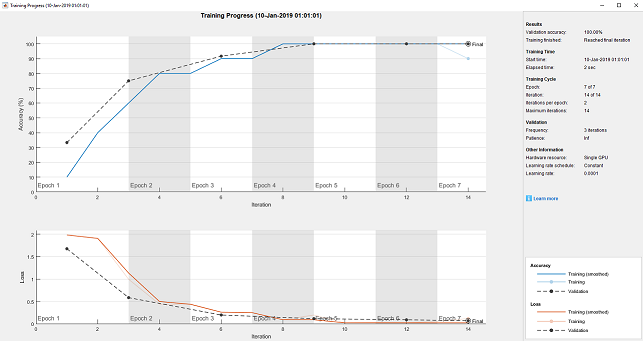 Training Progress (10-Jan-2019 01:01:01)
Training Progress (10-Jan-2019 01:01:01)
Accuracy (%)
100
90
80
70
60
50
40
30
20
10
0
Final
Epoch 1 Epoch 2 Epoch 3 Epoch 4 Epoch 5 Epoch 6 Epoch 7
0 2 4 6 8 10 12 14
Iteration
Loss
2
1.5
1
0.5
0
Final
Epoch 1 Epoch 2 Epoch 3 Epoch 4 Epoch 5 Epoch 6 Epoch 7
0 2 4 6 8 10 12 14
Iteration
Results
Validation accuracy: 100.00%
Training finished: Reached final iteration
Training Time
Start time: 10-Jan-2019 01:01:01
Elapsed time: 2 sec
Training Cycle
Epoch: 7 of 7
Iteration: 14 of 14
Iterations per epoch: 2
Maximum iterations: 14
Validation
Frequency: 3 iterations
Patience: Inf
Other Information
Hardware resource: Single GPU
Learning rate schedule: Constant
Learning rate: 0.0001
Learn more
Accuracy
Training (smoothed)
Training
Validation
Loss
Training (smoothed)
Training
Validation